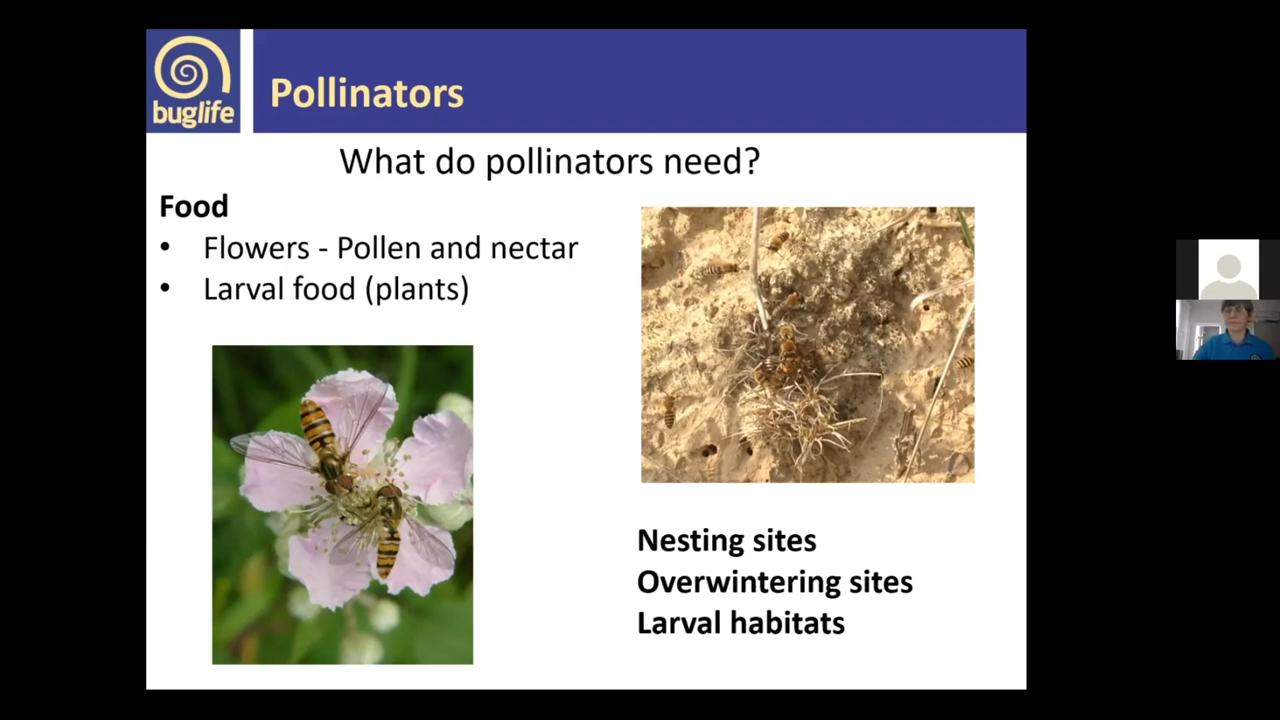 buglife
Pollinators
What do pollinators need?
Food
• Flowers - Pollen and nectar
• Larval food (plants)
Nesting sites
Overwintering sites
Larval habitats